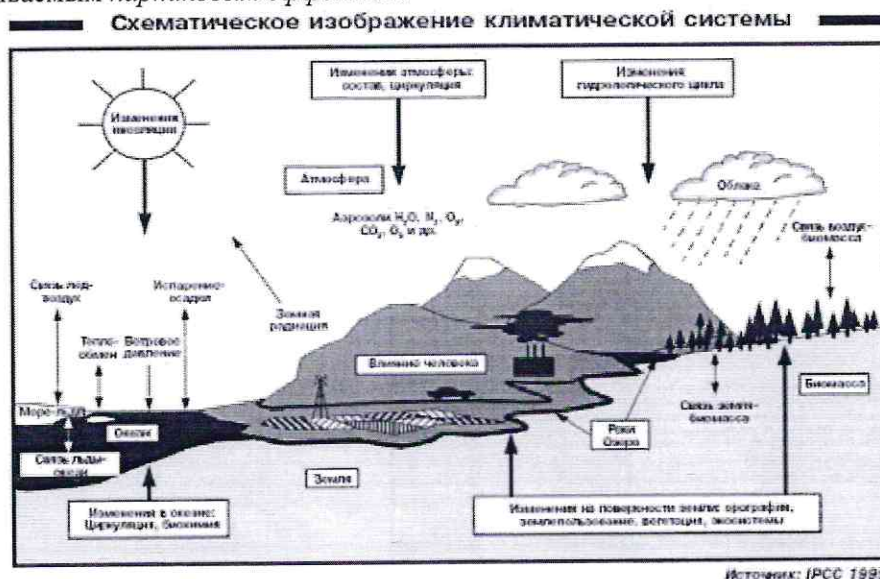 Схематическое изображение климатической системы
Изменения инсоляции
Изменения атмосферы:
состав, циркуляция
Изменения
гидрологического цикла
Атмосфера
Аэрозоли H₂O, N₂, O₂,
CO₂, O₃ и др.
Облака
Связь воздух-
биомасса
Связь лед-
воздух
Испарение-
осадки
Земная
радиация
Тепло-
обмен
Ветровое
давление
Влияние человека
Море-льды
Океан
Связь льды-
океан
Земля
Реки
Озера
Связь земля-
биомасса
Биомасса
Изменения в океане:
Циркуляция, биохимия
Изменения на поверхности земли: орография,
землепользование, вегетация, экосистемы
Источник: IPCC 199